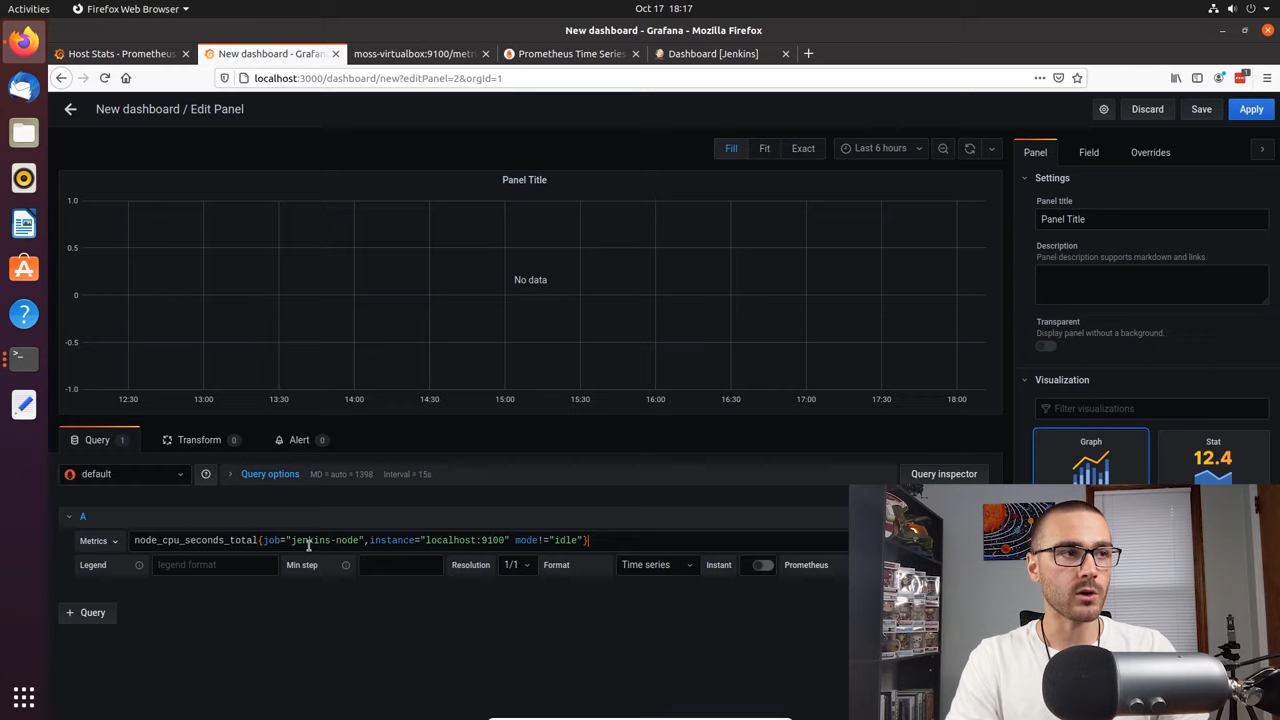 Activities Firefox Web Browser Oct 17 18:17
New dashboard - Grafana - Mozilla Firefox
Host Stats - Prometheus New dashboard - Grafana moss-virtualbox:9100/metri Prometheus Time Series Dashboard [Jenkins]
localhost:3000/dashboard/new?editPanel=2&orgId=1
New dashboard / Edit Panel Discard Save Apply
Fill Fit Exact Last 6 hours Panel Field Overrides
Panel Title Settings
1.0 Panel title
Panel Title
0.5 Description
Panel description supports markdown and links.
No data
0
Transparent
Display panel without a background.
-0.5
-1.0 Visualization
12:30 13:00 13:30 14:00 14:30 15:00 15:30 16:00 16:30 17:00 17:30 18:00
Filter visualizations
Query 1 Transform 0 Alert 0 Graph Stat
12.4
default Query options MD = auto = 1398 Interval = 15s Query inspector
A
Metrics node_cpu_seconds_total{job="jenkins-node",instance="localhost:9100" mode!="idle"}
Legend legend format Min step Resolution 1/1 Format Time series Instant Prometheus
+ Query